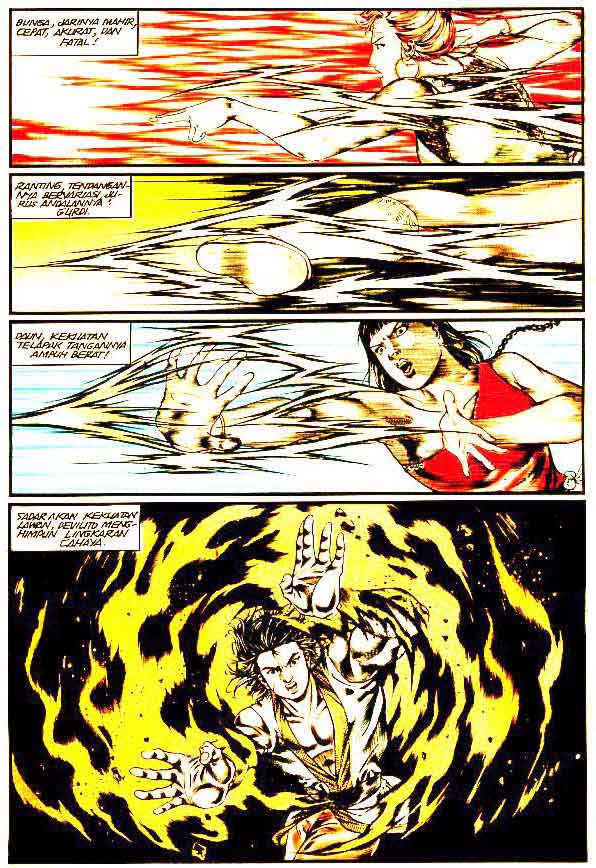 BUNGA, JARINYA MAHIR,
CEPAT, AKURAT, DAN
FATAL!
RANTING, TENDANGAN-
NYA BERVARIASI, JU-
RUS ANDALANNYA:
GURDI.
DAUN, KEKUATAN
TELAPAK TANGANNYA
AMPUH BERAT!
SADAR AKAN KEKUATAN
LAWAN, DEVILITO MENG-
HIMPUN LINGKARAN
CAHAYA.